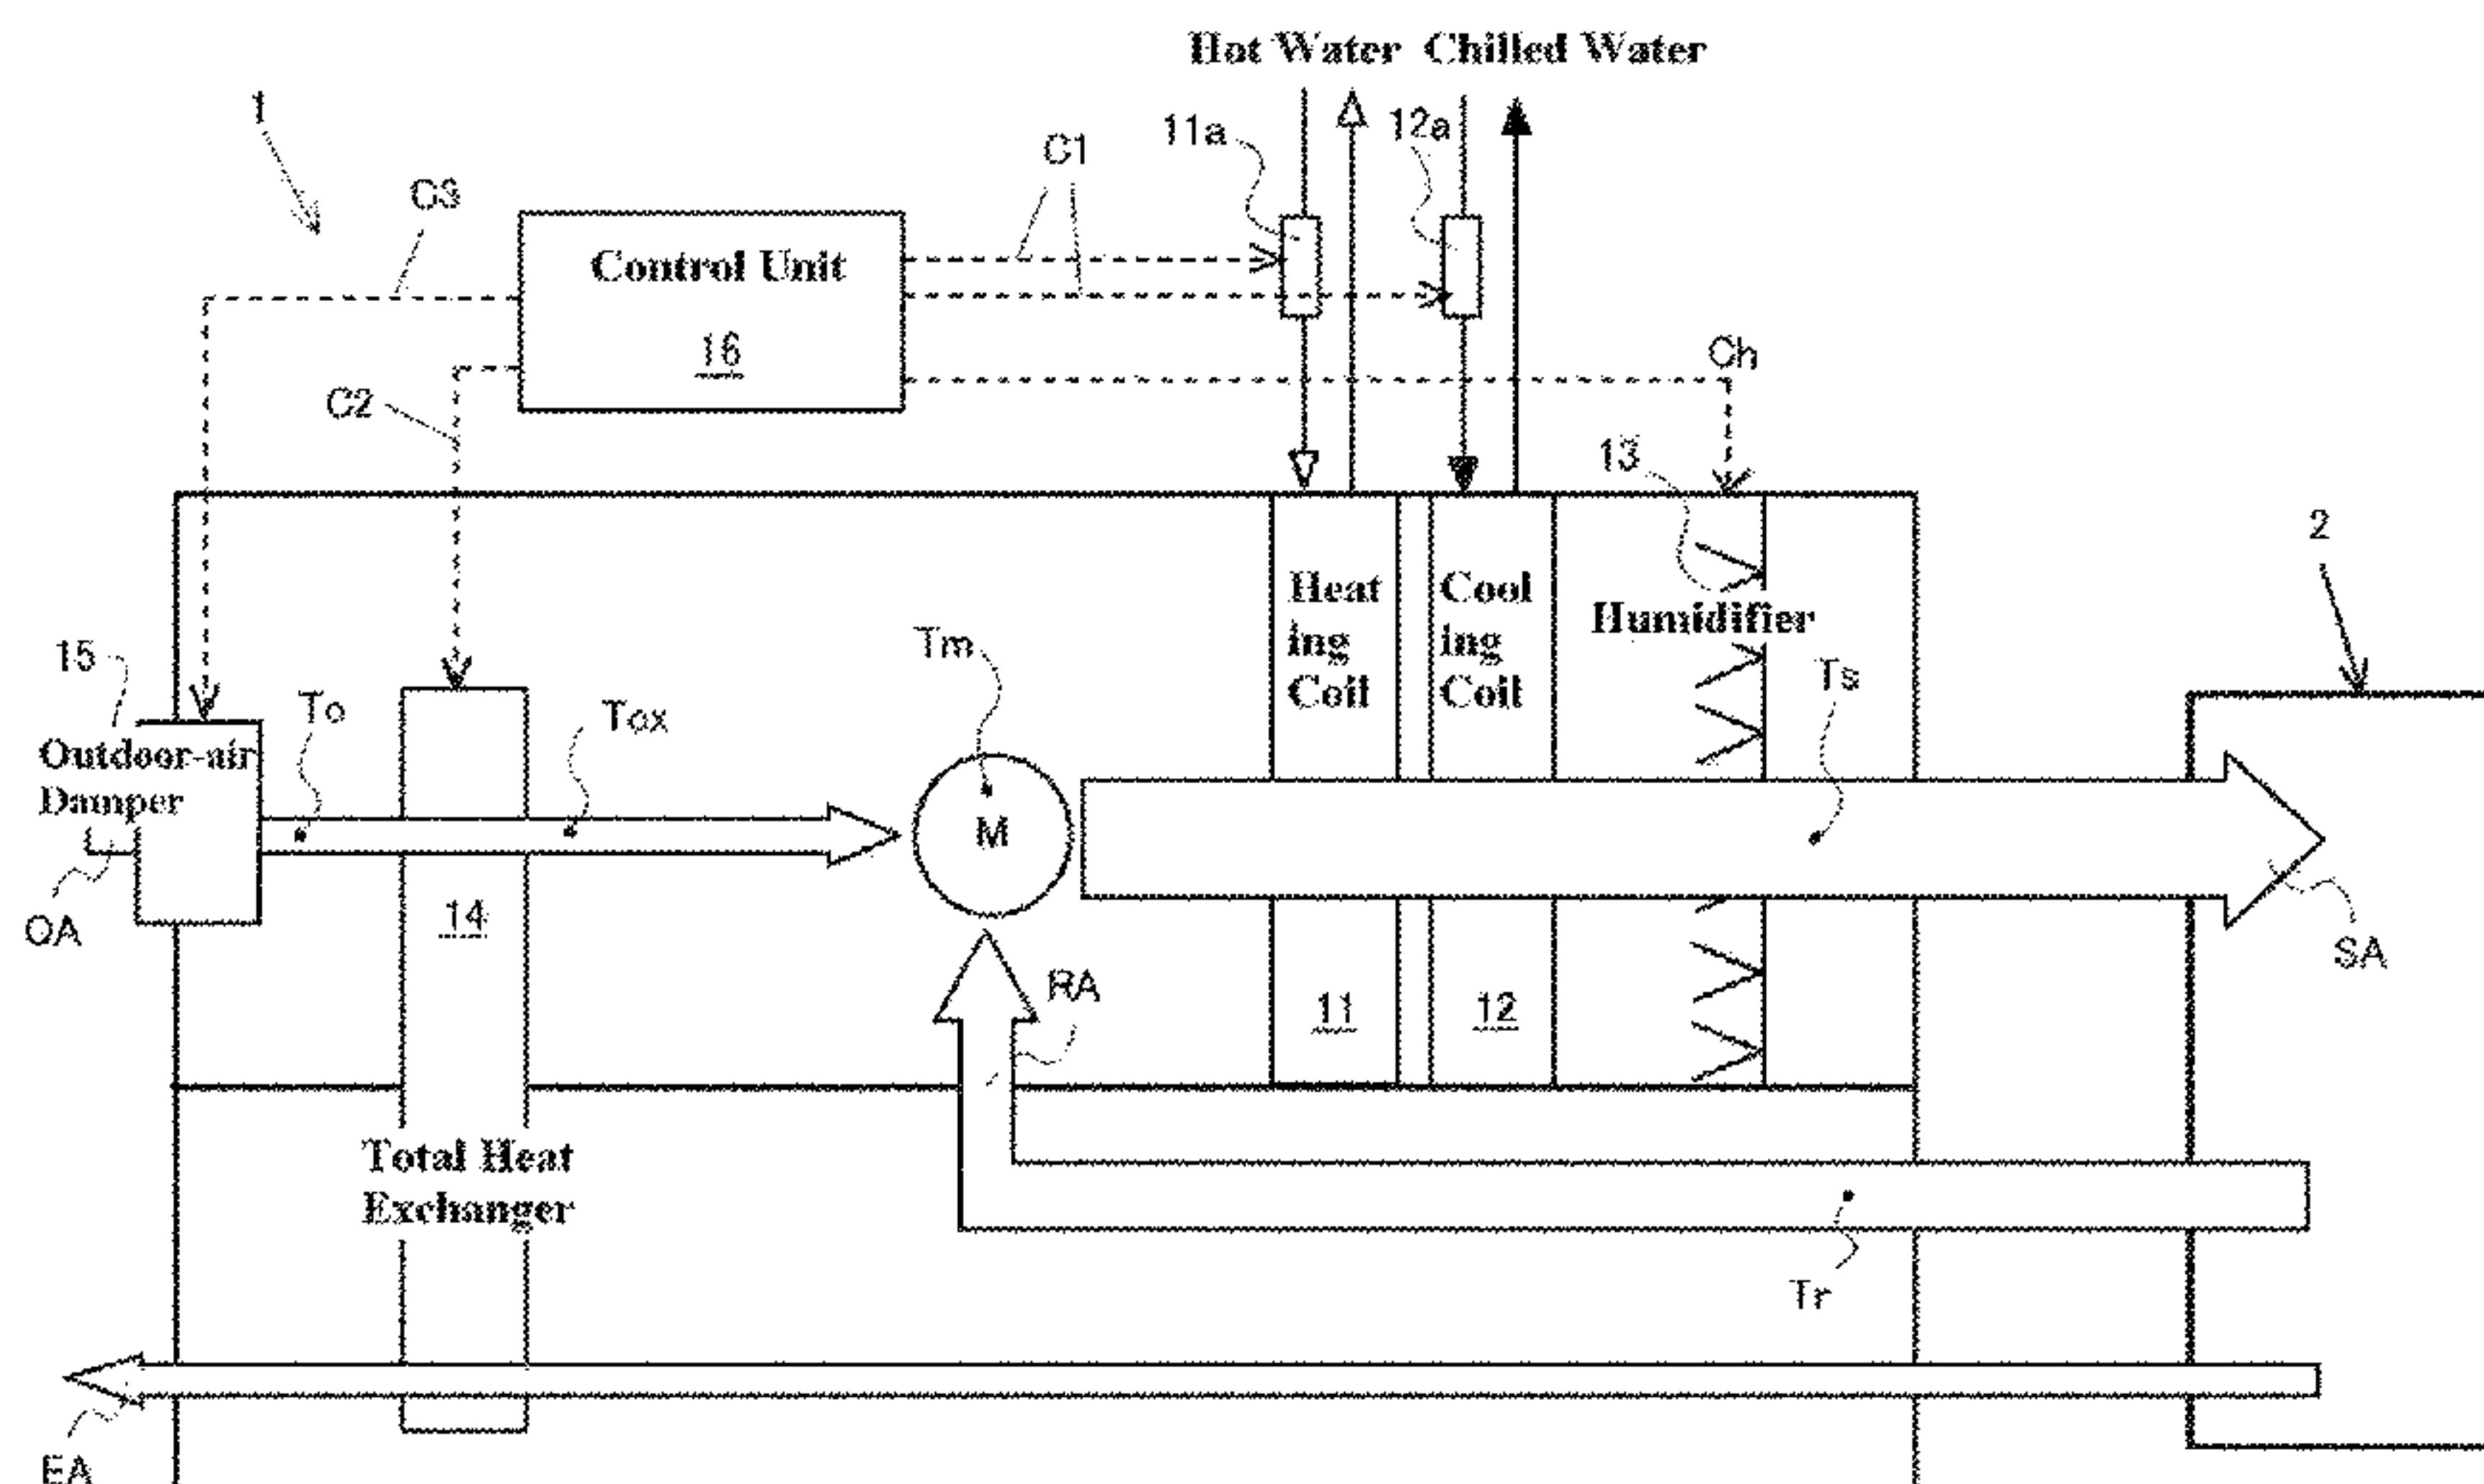 Hot Water Chilled Water
1
11a
12a
C1
C3
Control Unit
16
Ch
C2
13
2
Heat
ing
Coil
Cool
ing
Coil
Humidifier
15
To
Tox
Tm
Ts
Outdoor-air
Damper
M
OA
14
SA
RA
11
12
Total Heat
Exchanger
Tr
EA